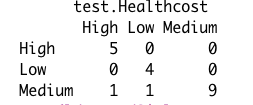 test.Healthcost
High Low Medium
High 5 0 0
Low 0 4 0
Medium 1 1 9